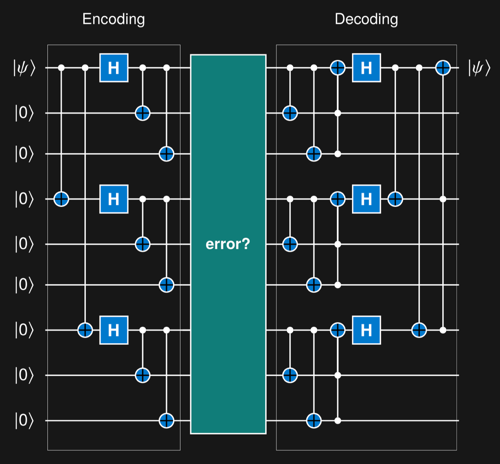 Encoding Decoding
|ψ⟩ H H |ψ⟩
|0⟩
|0⟩
|0⟩ H H
|0⟩ error?
|0⟩
|0⟩ H H
|0⟩
|0⟩